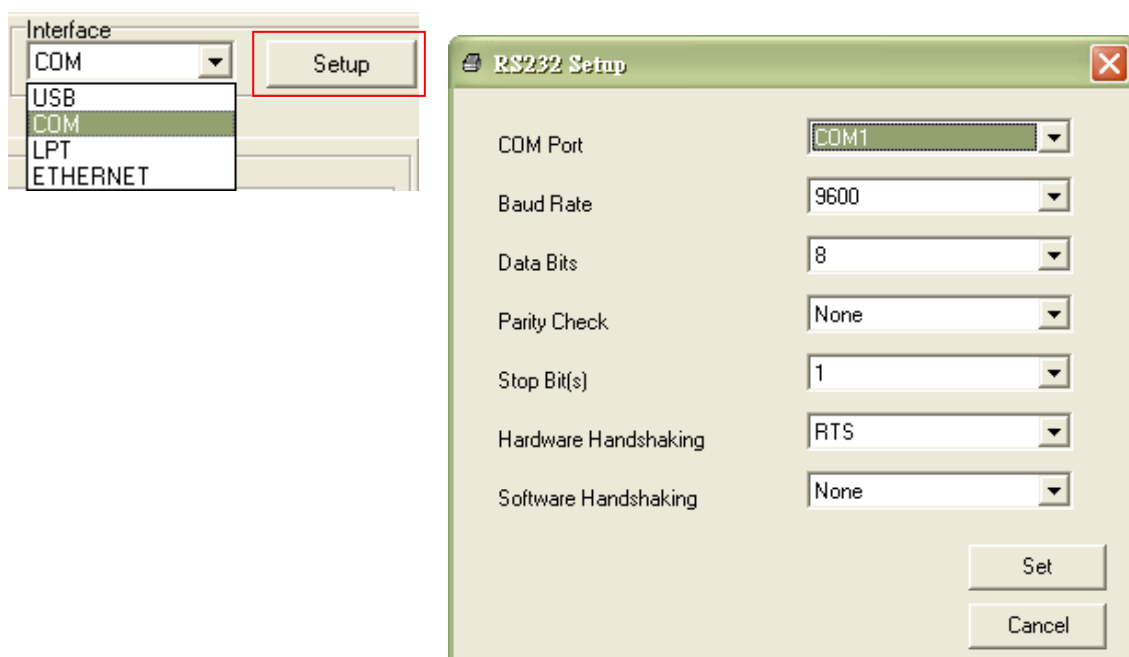 Interface
COM
Setup
USB
COM
LPT
ETHERNET
RS232 Setup
COM Port
COM1
Baud Rate
9600
Data Bits
8
Parity Check
None
Stop Bit(s)
1
Hardware Handshaking
RTS
Software Handshaking
None
Set
Cancel